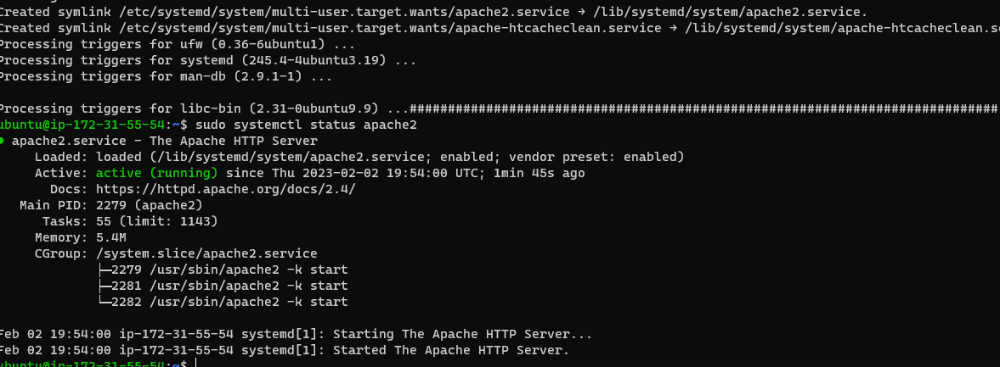 Created symlink /etc/systemd/system/multi-user.target.wants/apache2.service → /lib/systemd/system/apache2.service.
Created symlink /etc/systemd/system/multi-user.target.wants/apache-htcacheclean.service → /lib/systemd/system/apache-htcacheclean.se
Processing triggers for ufw (0.36-6ubuntu1) ...
Processing triggers for systemd (245.4-4ubuntu3.19) ...
Processing triggers for man-db (2.9.1-1) ...
Processing triggers for libc-bin (2.31-0ubuntu9.9) ...#############################################################################
ubuntu@ip-172-31-55-54:~$ sudo systemctl status apache2
● apache2.service - The Apache HTTP Server
Loaded: loaded (/lib/systemd/system/apache2.service; enabled; vendor preset: enabled)
Active: active (running) since Thu 2023-02-02 19:54:00 UTC; 1min 45s ago
Docs: https://httpd.apache.org/docs/2.4/
Main PID: 2279 (apache2)
Tasks: 55 (limit: 1143)
Memory: 5.4M
CGroup: /system.slice/apache2.service
├─2279 /usr/sbin/apache2 -k start
├─2281 /usr/sbin/apache2 -k start
└─2282 /usr/sbin/apache2 -k start
Feb 02 19:54:00 ip-172-31-55-54 systemd[1]: Starting The Apache HTTP Server...
Feb 02 19:54:00 ip-172-31-55-54 systemd[1]: Started The Apache HTTP Server.
ubuntu@ip-172-31-55-54:~$